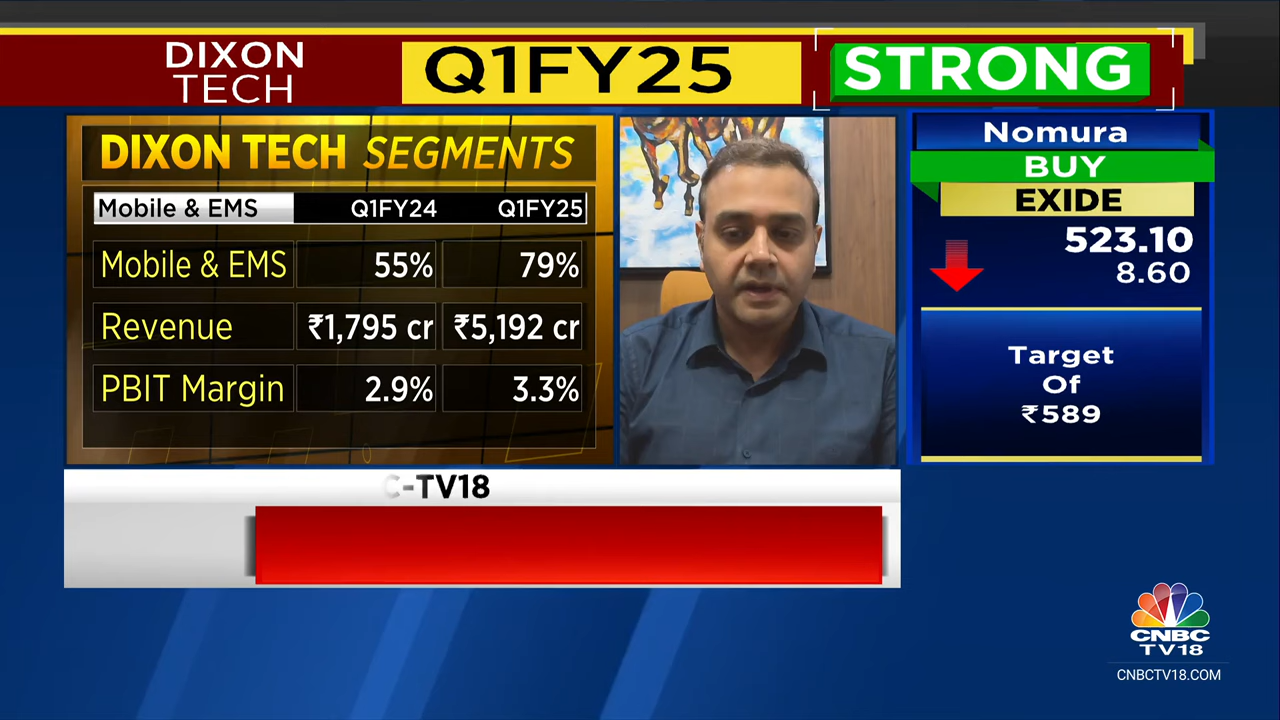 DIXON
TECH
Q1FY25
STRONG
DIXON TECH SEGMENTS
Mobile & EMS Q1FY24 Q1FY25
Mobile & EMS 55% 79%
Revenue ₹1,795 cr ₹5,192 cr
PBIT Margin 2.9% 3.3%
Nomura
BUY
EXIDE
523.10
8.60
Target
Of
₹589
C-TV18
CNBC
TV18
CNBCTV18.COM